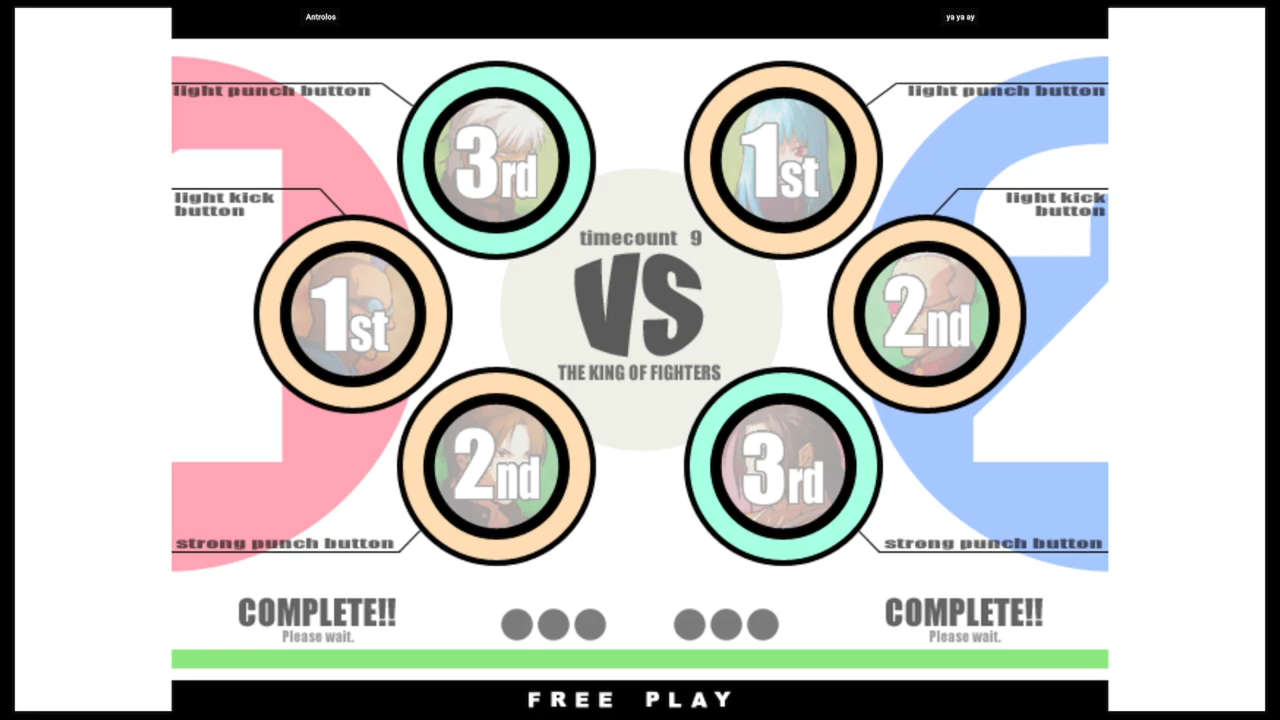 Antrolos
ya ya ay
light punch button
light punch button
3rd
1st
light kick
button
light kick
button
timecount 9
VS
THE KING OF FIGHTERS
1st
2nd
2nd
3rd
strong punch button
strong punch button
COMPLETE!!
Please wait.
COMPLETE!!
Please wait.
FREE PLAY
1
2